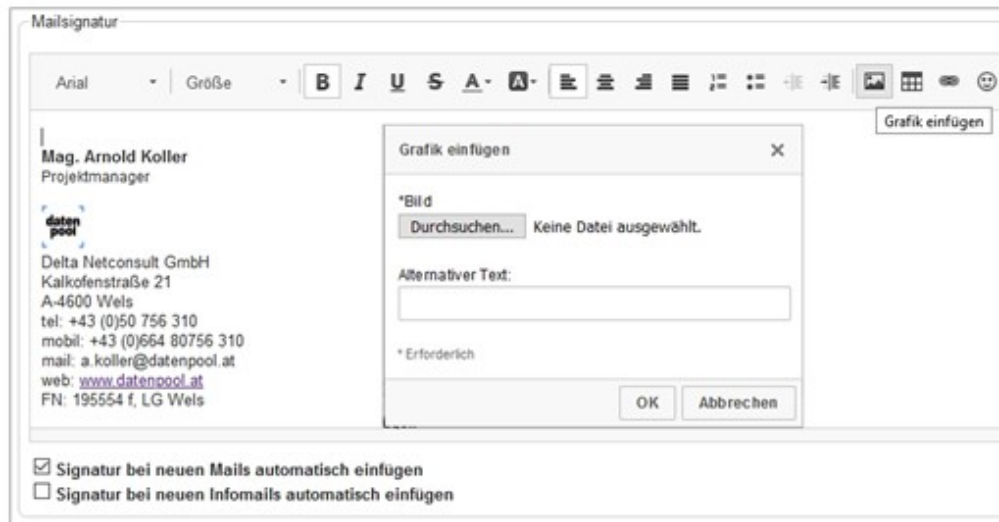 Mailsignatur
Arial Größe B I U S A A
Grafik einfügen
Mag. Arnold Koller
Projektmanager
daten
pool
Delta Netconsult GmbH
Kalkofenstraße 21
A-4600 Wels
tel: +43 (0)50 756 310
mobil: +43 (0)664 80756 310
mail: a.koller@datenpool.at
web: www.datenpool.at
FN: 195554 f, LG Wels
Grafik einfügen
*Bild
Durchsuchen... Keine Datei ausgewählt.
Alternativer Text:
* Erforderlich
OK Abbrechen
Signatur bei neuen Mails automatisch einfügen
Signatur bei neuen Infomails automatisch einfügen